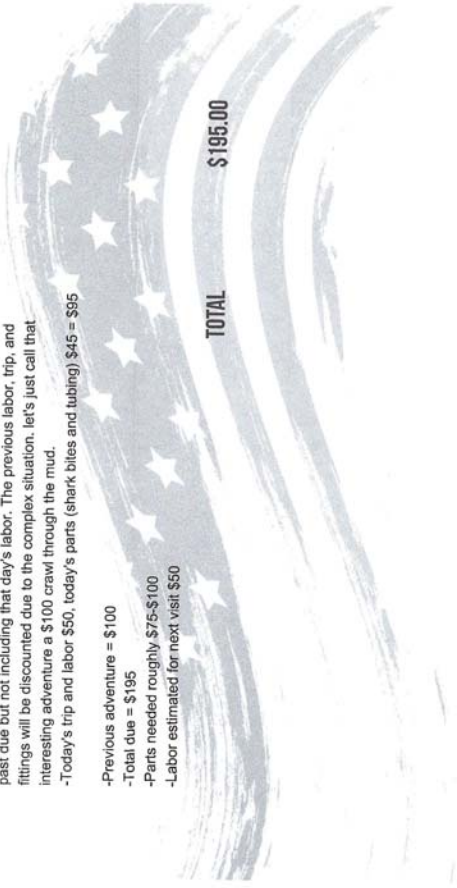 past due but not including that day's labor. The previous labor, trip, and
fittings will be discounted due to the complex situation. let's just call that
interesting adventure a $100 crawl through the mud.
-Today's trip and labor $50, today's parts (shark bites and tubing) $45 = $95
-Previous adventure = $100
-Total due = $195
-Parts needed roughly $75-$100
-Labor estimated for next visit $50
TOTAL $195.00